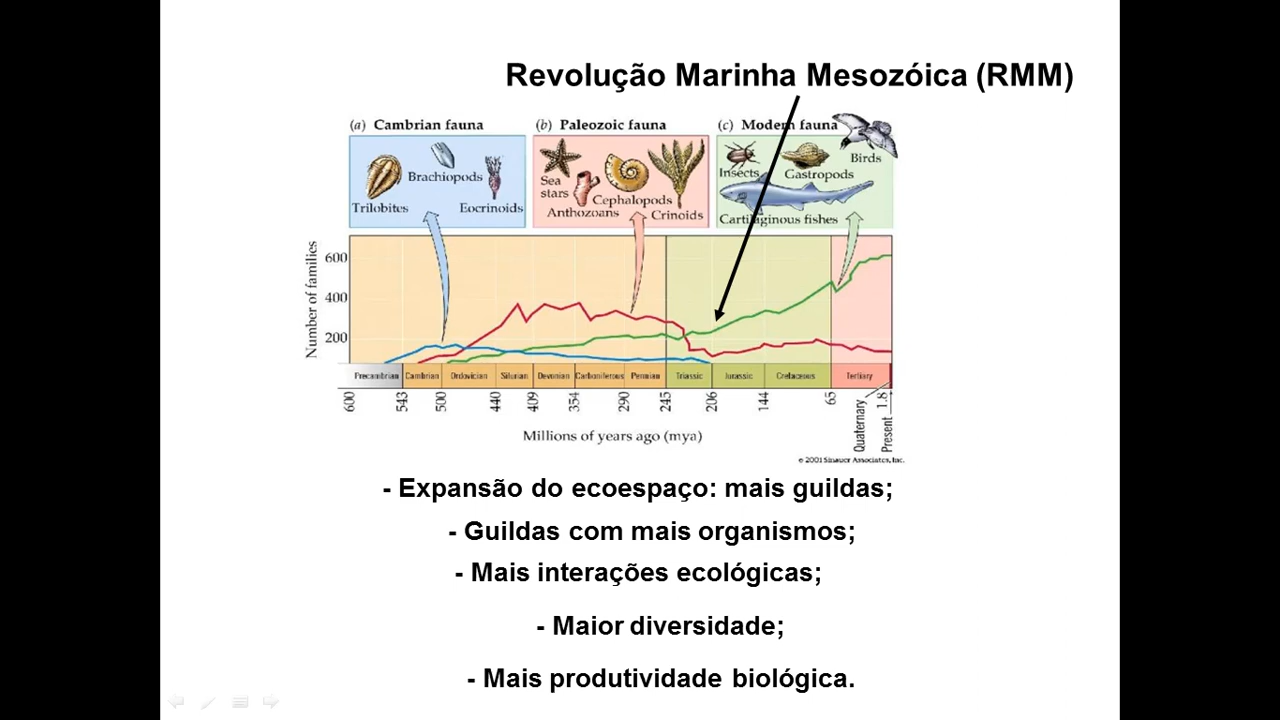 Revolução Marinha Mesozóica (RMM)
(a) Cambrian fauna
Brachiopods
Trilobites
Eocrinoids
(b) Paleozoic fauna
Sea
stars
Cephalopods
Anthozoans
Crinoids
(c) Modern fauna
Birds
Insects
Gastropods
Cartilaginous fishes
Number of families
600
400
200
Precambrian Cambrian Ordovician Silurian Devonian Carboniferous Permian Triassic Jurassic Cretaceous Tertiary
600 543 500 440 409 354 290 245 206 144 65 1.8
Quaternary
Present
Millions of years ago (mya)
© 2001 Sinauer Associates, Inc.
- Expansão do ecoespaço: mais guildas;
- Guildas com mais organismos;
- Mais interações ecológicas;
- Maior diversidade;
- Mais produtividade biológica.